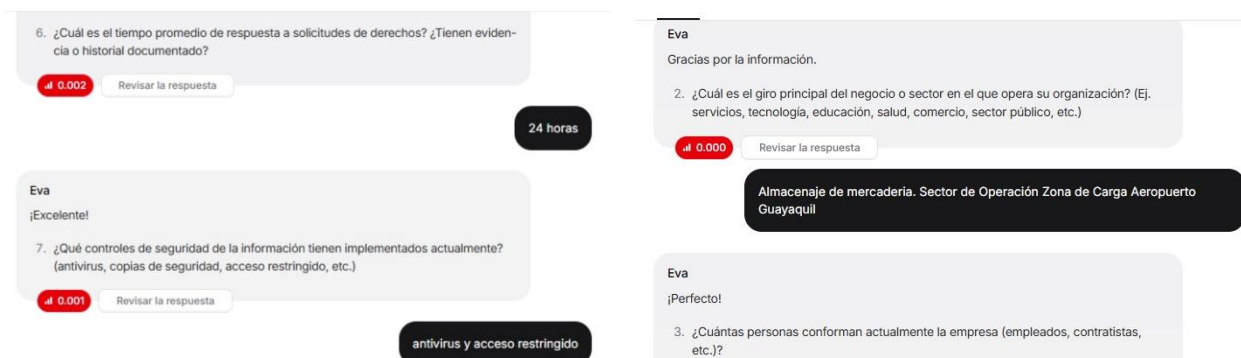 6. ¿Cuál es el tiempo promedio de respuesta a solicitudes de derechos? ¿Tienen eviden-
cia o historial documentado?
0.002 Revisar la respuesta
24 horas
Eva
¡Excelente!
7. ¿Qué controles de seguridad de la información tienen implementados actualmente?
(antivirus, copias de seguridad, acceso restringido, etc.)
0.001 Revisar la respuesta
antivirus y acceso restringido
Eva
Gracias por la información.
2. ¿Cuál es el giro principal del negocio o sector en el que opera su organización? (Ej.
servicios, tecnología, educación, salud, comercio, sector público, etc.)
0.000 Revisar la respuesta
Almacenaje de mercaderia. Sector de Operación Zona de Carga Aeropuerto
Guayaquil
Eva
¡Perfecto!
3. ¿Cuántas personas conforman actualmente la empresa (empleados, contratistas,
etc.)?